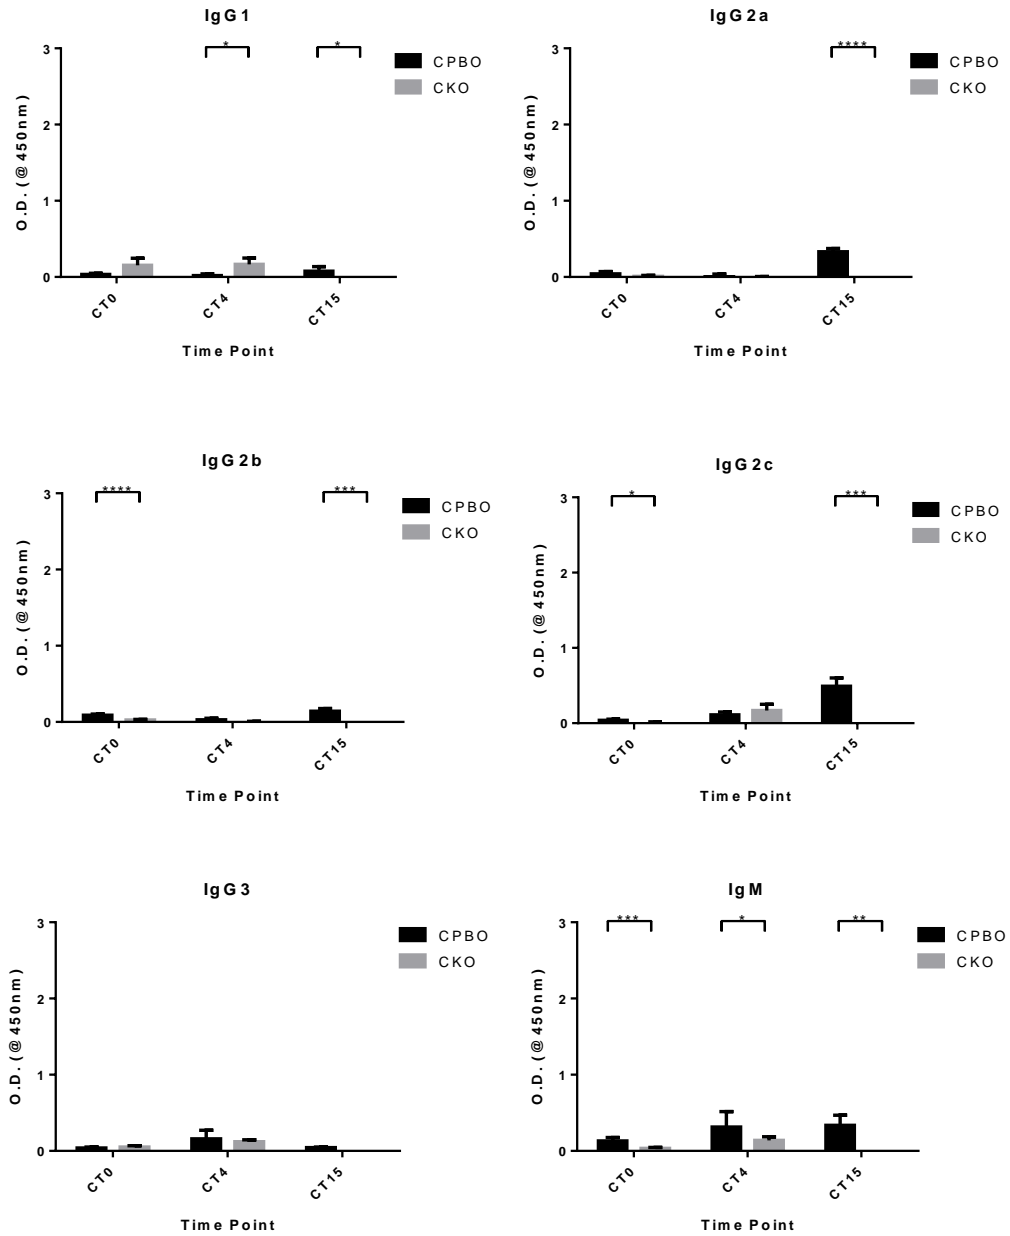 IgG1
* *
3
2
1
0
O.D. (@450nm)
CPBO
CKO
CT0 CT4 CT15
Time Point
IgG2a
****
3
2
1
0
O.D. (@450nm)
CPBO
CKO
CT0 CT4 CT15
Time Point
IgG2b
**** ***
3
2
1
0
O.D. (@450nm)
CPBO
CKO
CT0 CT4 CT15
Time Point
IgG2c
* ***
3
2
1
0
O.D. (@450nm)
CPBO
CKO
CT0 CT4 CT15
Time Point
IgG3
3
2
1
0
O.D. (@450nm)
CPBO
CKO
CT0 CT4 CT15
Time Point
IgM
*** * **
3
2
1
0
O.D. (@450nm)
CPBO
CKO
CT0 CT4 CT15
Time Point